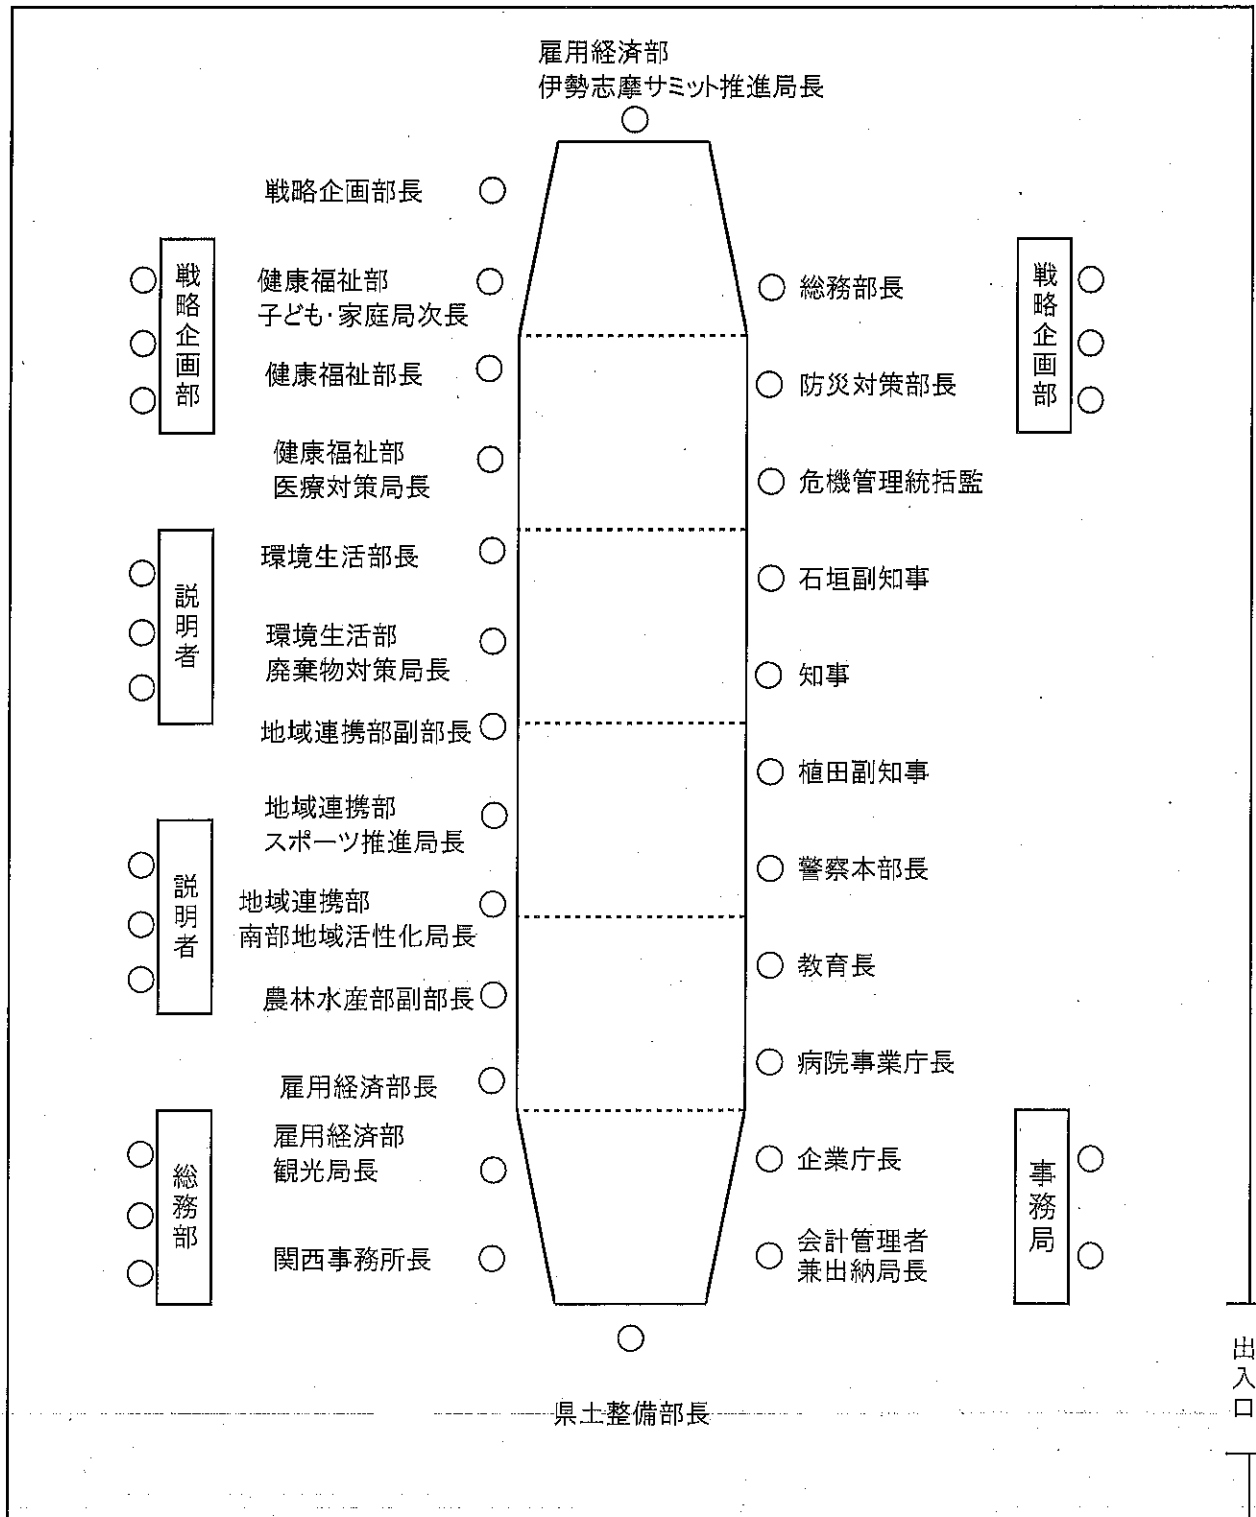 雇用経済部
伊勢志摩サミット推進局長
戦略企画部長
健康福祉部
子ども・家庭局次長
健康福祉部長
健康福祉部
医療対策局長
環境生活部長
環境生活部
廃棄物対策局長
地域連携部副部長
地域連携部
スポーツ推進局長
地域連携部
南部地域活性化局長
農林水産部副部長
雇用経済部長
雇用経済部
観光局長
関西事務所長
総務部長
防災対策部長
危機管理統括監
石垣副知事
知事
植田副知事
警察本部長
教育長
病院事業庁長
企業庁長
会計管理者
兼出納局長
県土整備部長
戦略企画部
説明者
説明者
総務部
戦略企画部
事務局
出入口